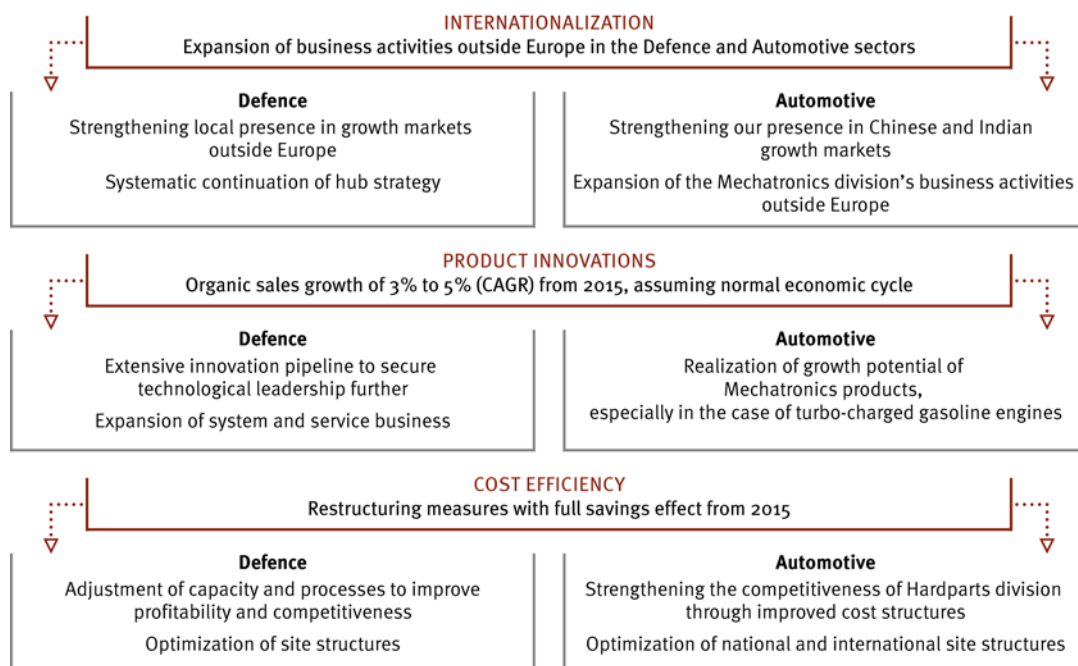 INTERNATIONALIZATION
Expansion of business activities outside Europe in the Defence and Automotive sectors
Defence
Strengthening local presence in growth markets
outside Europe
Systematic continuation of hub strategy
Automotive
Strengthening our presence in Chinese and Indian
growth markets
Expansion of the Mechatronics division's business activities
outside Europe
PRODUCT INNOVATIONS
Organic sales growth of 3% to 5% (CAGR) from 2015, assuming normal economic cycle
Defence
Extensive innovation pipeline to secure
technological leadership further
Expansion of system and service business
Automotive
Realization of growth potential of
Mechatronics products,
especially in the case of turbo-charged gasoline engines
COST EFFICIENCY
Restructuring measures with full savings effect from 2015
Defence
Adjustment of capacity and processes to improve
profitability and competitiveness
Optimization of site structures
Automotive
Strengthening the competitiveness of Hardparts division
through improved cost structures
Optimization of national and international site structures